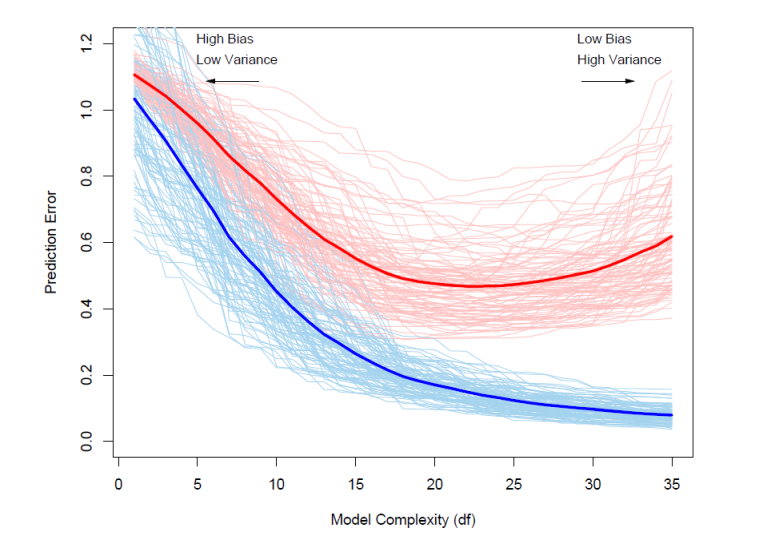 High Bias
Low Variance
Low Bias
High Variance
Prediction Error
1.2
1.0
0.8
0.6
0.4
0.2
0.0
0 5 10 15 20 25 30 35
Model Complexity (df)